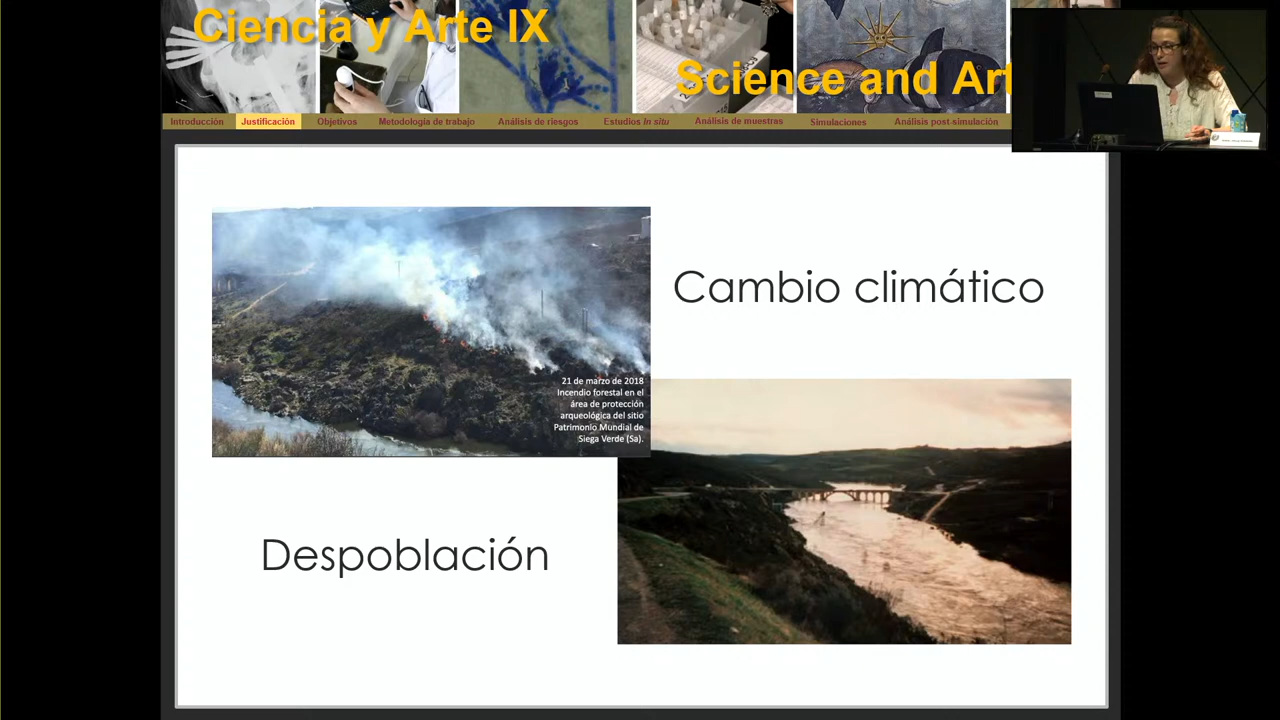 Ciencia y Arte IX
Science and Art
Introducción Justificación Objetivos Metodología de trabajo Análisis de riesgos Estudios In situ Análisis de muestras Simulaciones Análisis post-simulación
Cambio climático
21 de marzo de 2018
Incendio forestal en el
área de protección
arqueológica del sitio
Patrimonio Mundial de
Siega Verde (Sa).
Despoblación